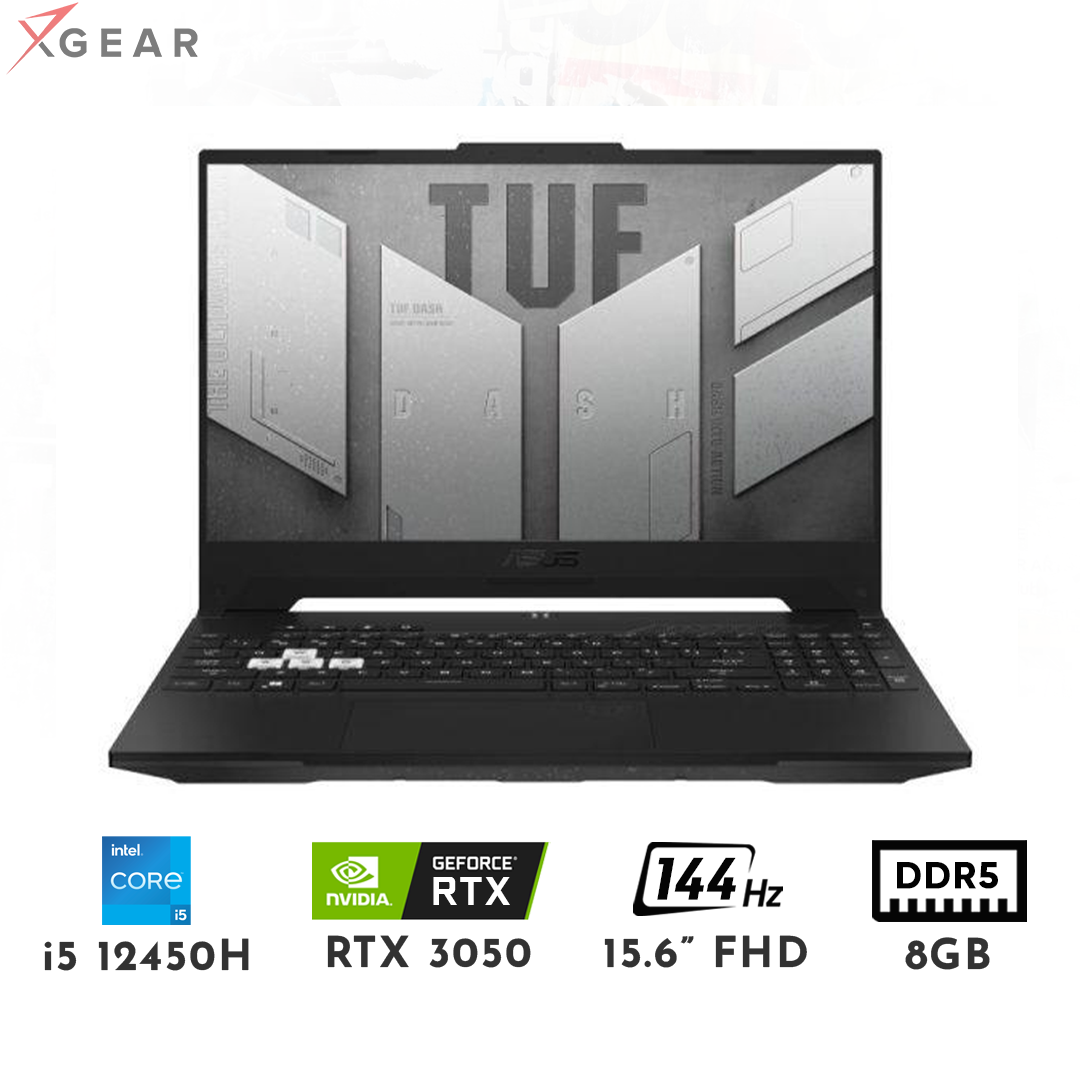 XGEAR
TUF
TUF DASH
D A S H
ASUS
intel.
CORE
i5
i5 12450H
NVIDIA.
GEFORCE®
RTX
RTX 3050
144Hz
15.6” FHD
DDR5
8GB